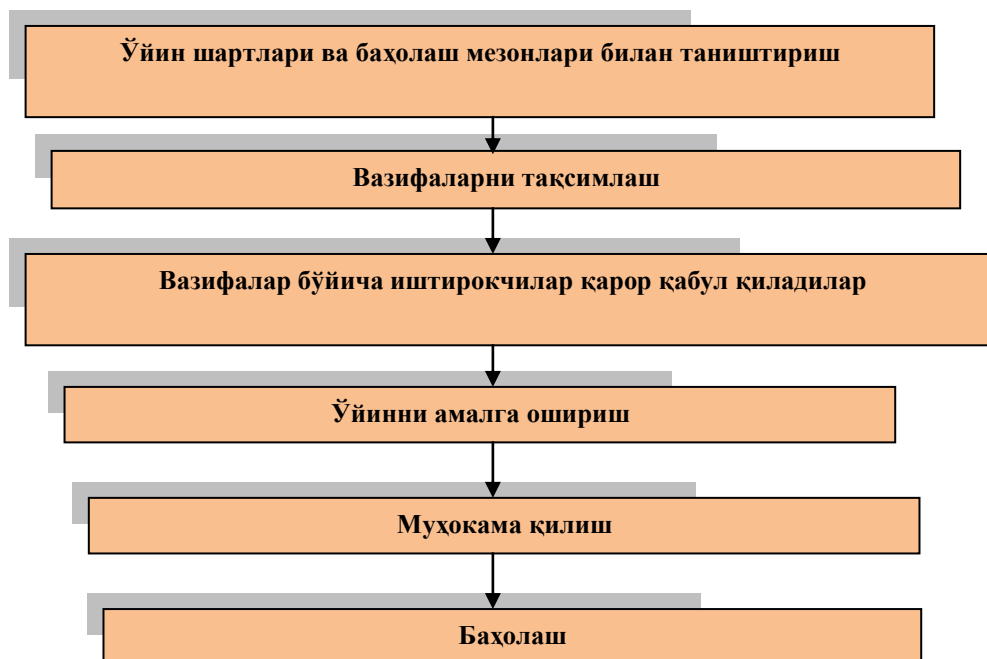 Ўйин шартлари ва баҳолаш мезонлари билан таништириш
Вазифаларни тақсимлаш
Вазифалар бўйича иштирокчилар қарор қабул қиладилар
Ўйинни амалга ошириш
Муҳокама қилиш
Баҳолаш